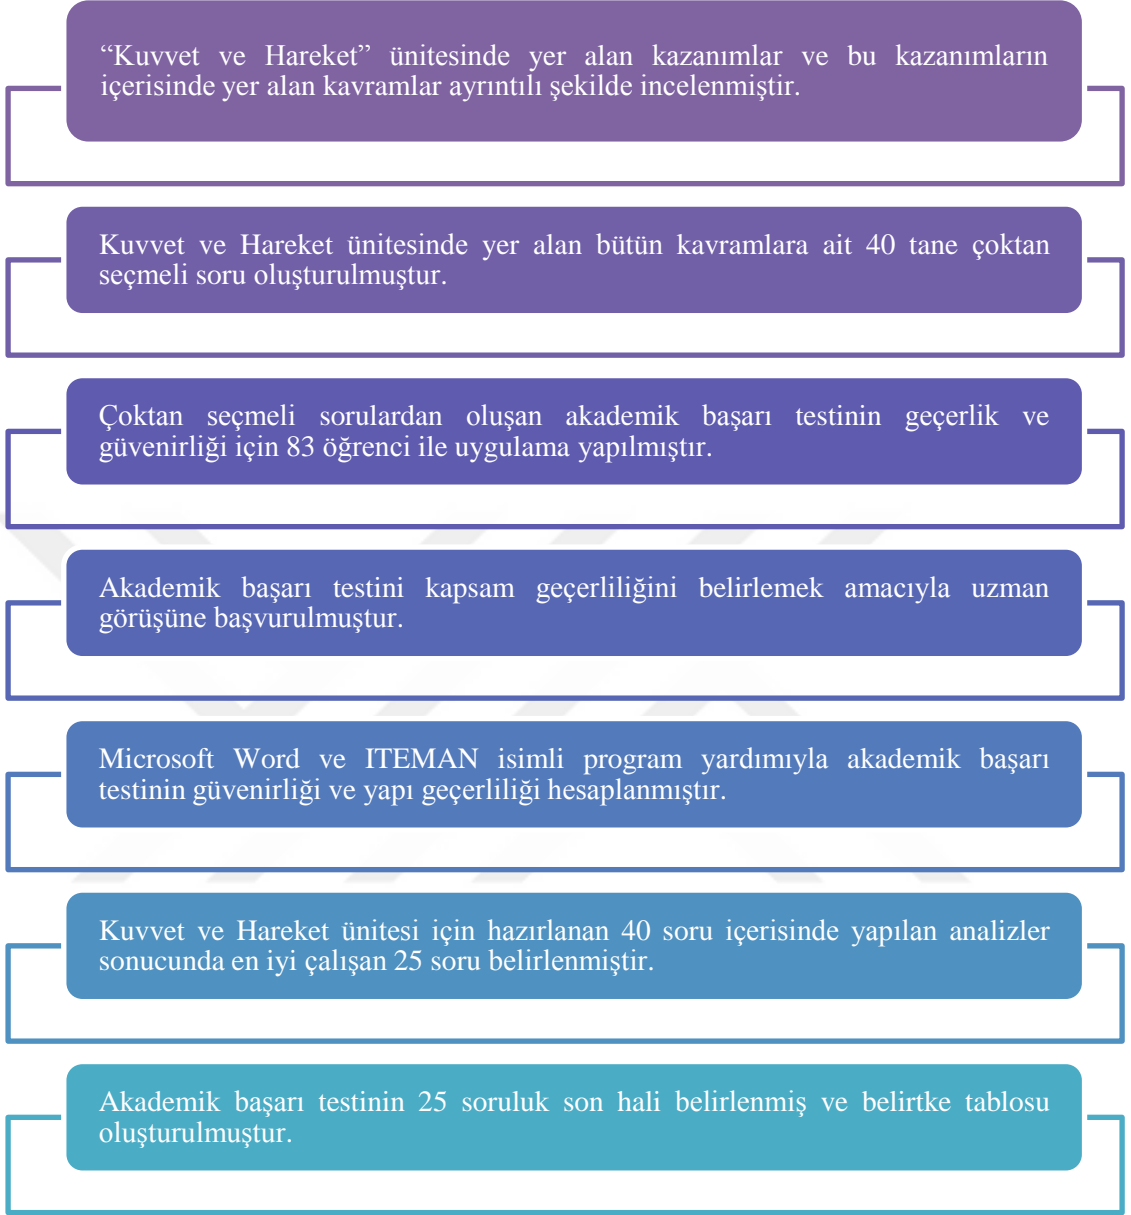 “Kuvvet ve Hareket” ünitesinde yer alan kazanımlar ve bu kazanımların
içerisinde yer alan kavramlar ayrıntılı şekilde incelenmiştir.
Kuvvet ve Hareket ünitesinde yer alan bütün kavramlara ait 40 tane çoktan
seçmeli soru oluşturulmuştur.
Çoktan seçmeli sorulardan oluşan akademik başarı testinin geçerlik ve
güvenirliği için 83 öğrenci ile uygulama yapılmıştır.
Akademik başarı testini kapsam geçerliliğini belirlemek amacıyla uzman
görüşüne başvurulmuştur.
Microsoft Word ve ITEMAN isimli program yardımıyla akademik başarı
testinin güvenirliği ve yapı geçerliliği hesaplanmıştır.
Kuvvet ve Hareket ünitesi için hazırlanan 40 soru içerisinde yapılan analizler
sonucunda en iyi çalışan 25 soru belirlenmiştir.
Akademik başarı testinin 25 soruluk son hali belirlenmiş ve belirtke tablosu
oluşturulmuştur.